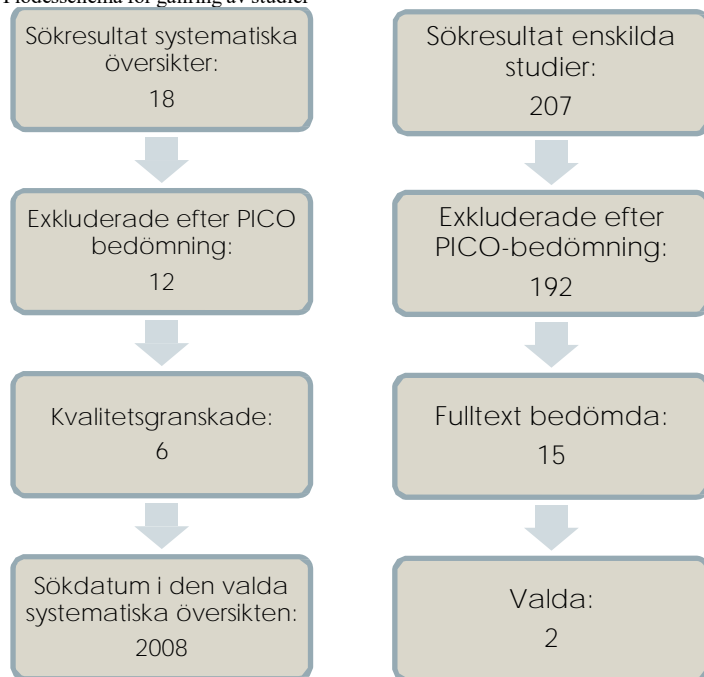 Flödesschema för gallring av studier
Sökresultat systematiska
översikter:
18
Exkluderade efter PICO
bedömning:
12
Kvalitetsgranskade:
6
Sökdatum i den valda
systematiska översikten:
2008
Sökresultat enskilda
studier:
207
Exkluderade efter
PICO-bedömning:
192
Fulltext bedömda:
15
Valda:
2